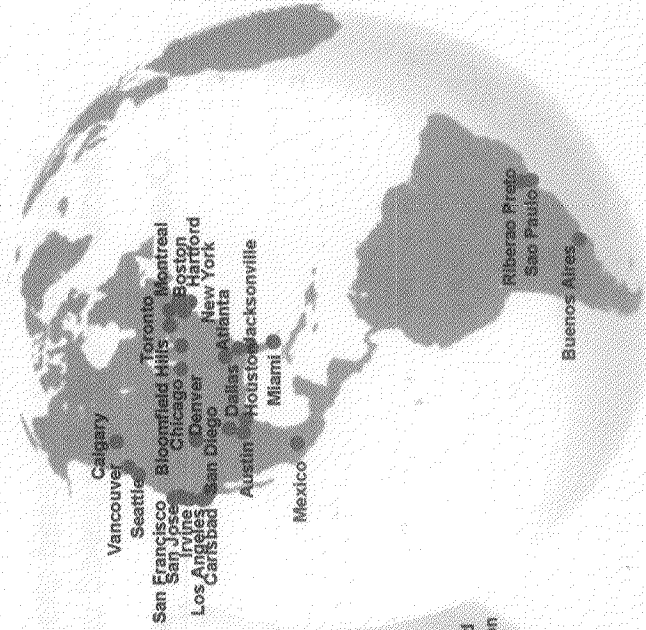 Calgary
Vancouver
Seattle
San Francisco
San Jose
Irvine
Los Angeles
Carlsbad
Bloomfield Hills
Toronto
Chicago
Montreal
Boston
Hartford
New York
Denver
San Diego
Atlanta
Dallas
Austin
Houston
Jacksonville
Miami
Mexico
Riberao Preto
Sao Paulo
Buenos Aires